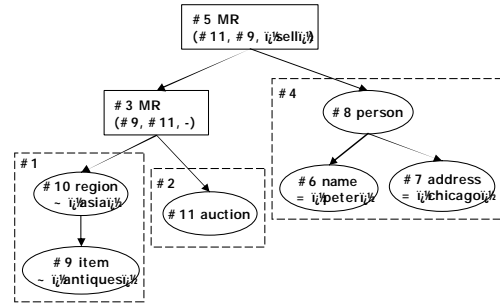 # 5 MR
(# 11, # 9, ï¿½sellï¿½)
# 4
# 3 MR
(# 9, # 11, -)
# 8 person
# 1
# 2
# 10 region
~ ï¿½asiaï¿½
# 6 name
= ï¿½peterï¿½
# 7 address
= ï¿½chicagoï¿½
# 11 auction
# 9 item
~ ï¿½antiquesï¿½